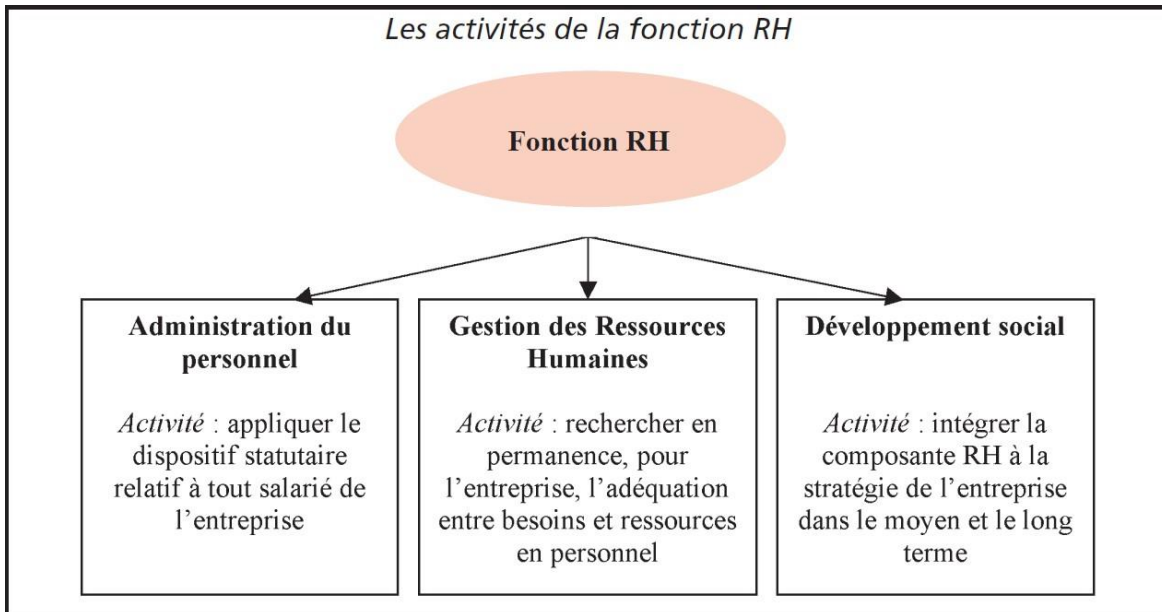 Les activités de la fonction RH
Fonction RH
Administration du
personnel
Activité : appliquer le
dispositif statutaire
relatif à tout salarié de
l'entreprise
Gestion des Ressources
Humaines
Activité : rechercher en
permanence, pour
l'entreprise, l'adéquation
entre besoins et ressources
en personnel
Développement social
Activité : intégrer la
composante RH à la
stratégie de l'entreprise
dans le moyen et le long
terme